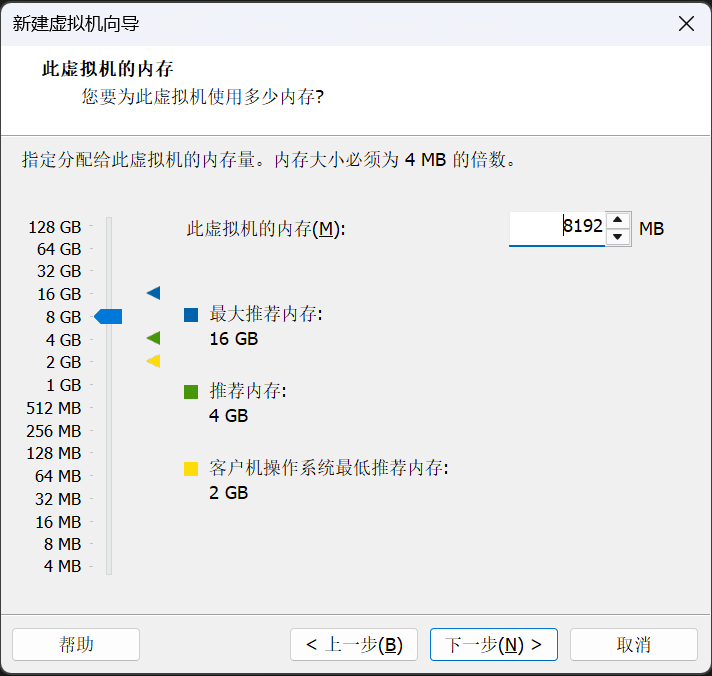 新建虚拟机向导
此虚拟机的内存
您要为此虚拟机使用多少内存?
指定分配给此虚拟机的内存量。内存大小必须为 4 MB 的倍数。
128 GB
64 GB
32 GB
16 GB
8 GB
4 GB
2 GB
1 GB
512 MB
256 MB
128 MB
64 MB
32 MB
16 MB
8 MB
4 MB
此虚拟机的内存(M): 8192 MB
最大推荐内存:
16 GB
推荐内存:
4 GB
客户机操作系统最低推荐内存:
2 GB
帮助 < 上一步(B) 下一步(N) > 取消